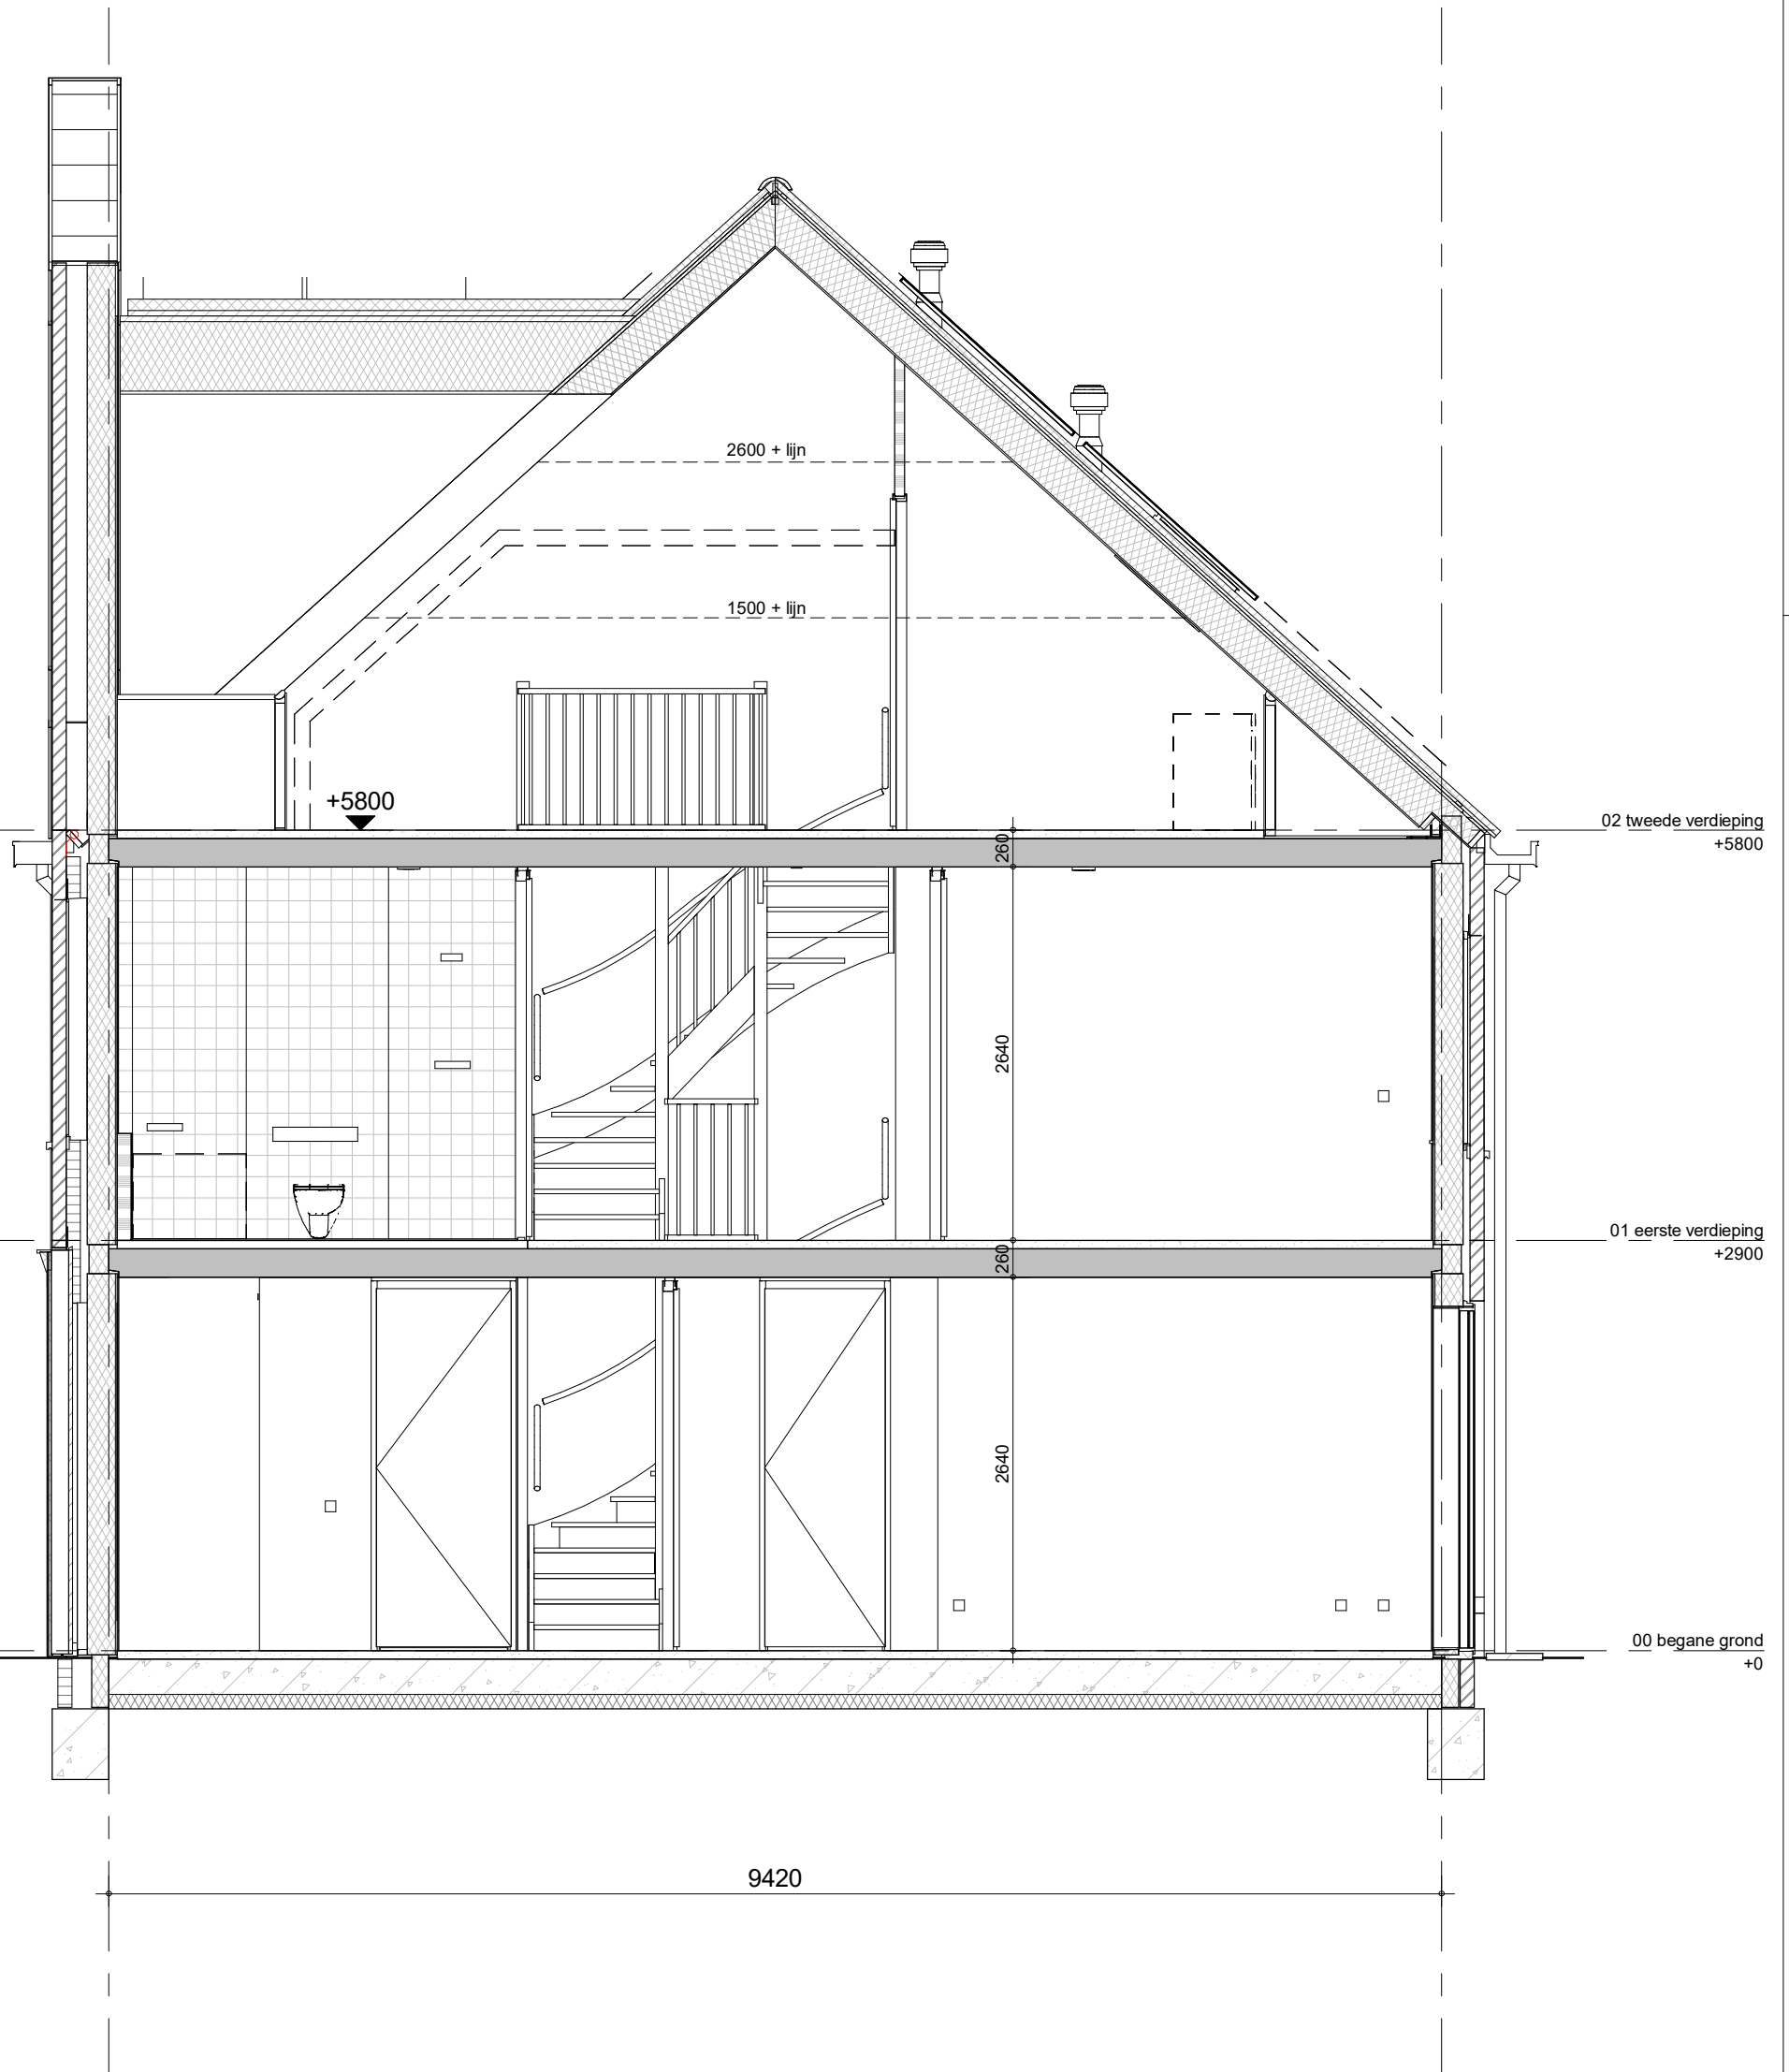 2600 + lijn
1500 + lijn
+5800
02 tweede verdieping
+5800
260
2640
01 eerste verdieping
+2900
260
2640
00 begane grond
+0
9420